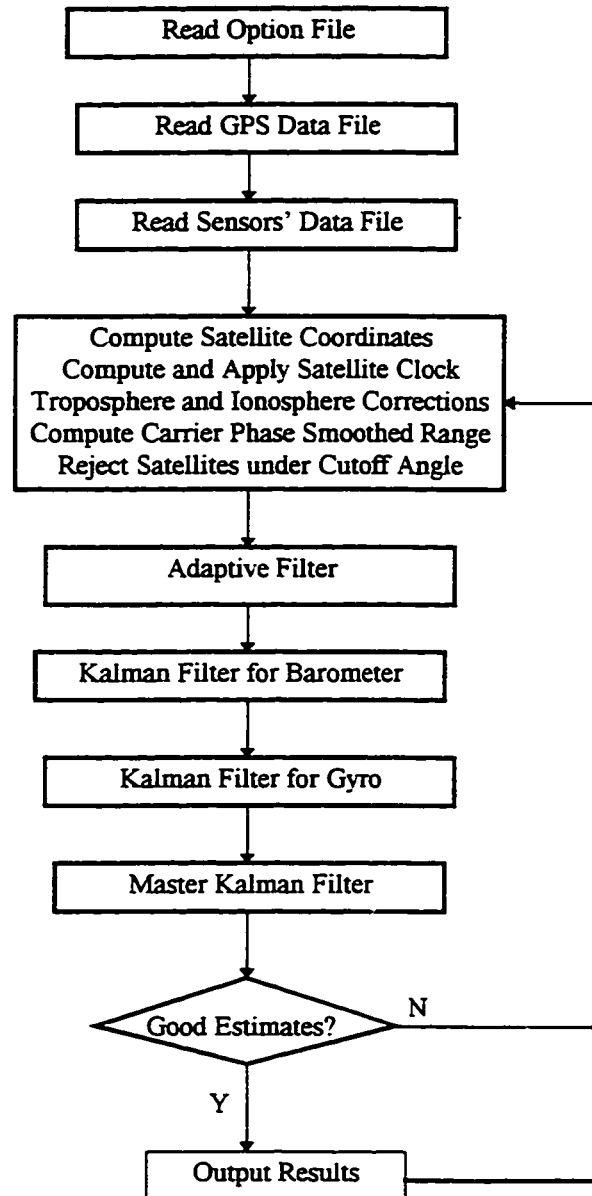 Read Option File
Read GPS Data File
Read Sensors' Data File
Compute Satellite Coordinates
Compute and Apply Satellite Clock
Troposphere and Ionosphere Corrections
Compute Carrier Phase Smoothed Range
Reject Satellites under Cutoff Angle
Adaptive Filter
Kalman Filter for Barometer
Kalman Filter for Gyro
Master Kalman Filter
Good Estimates?
N
Y
Output Results